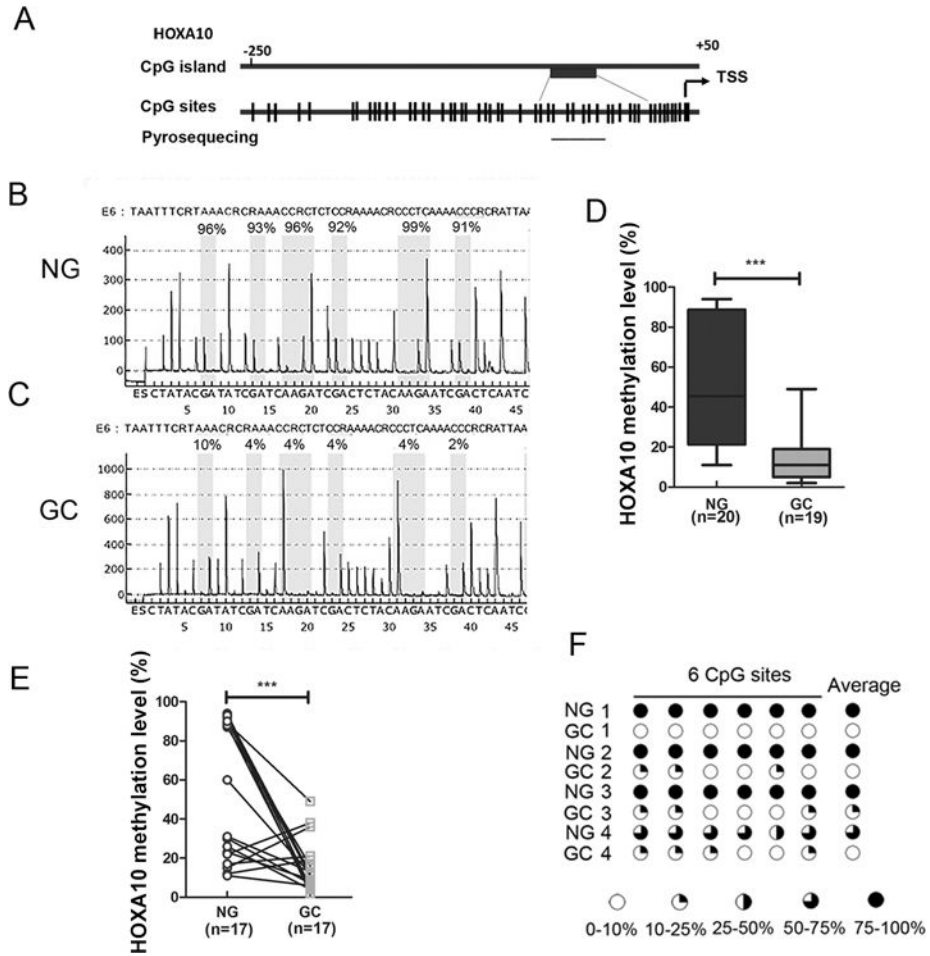 A
HOXA10
-250
+50
CpG island
TSS
CpG sites
Pyrosequecing
B
E6 : TAATTTCRTAAACRCRAAACCRCTCTCCRAAAACRCCCTCAAAACCCRCRATTAA
96% 93% 96% 92% 99% 91%
NG
400
300
200
100
0
ESCTATACGATATCGATCAAGATCGACTCTACAAGAATCGACTCAATC
5 10 15 20 25 30 35 40 45
C
E6 : TAATTTCRTAAACRCRAAACCRCTCTCCRAAAACRCCCTCAAAACCCRCRATTAA
10% 4% 4% 4% 4% 2%
GC
1000
800
600
400
200
0
ESCTATACGATATCGATCAAGATCGACTCTACAAGAATCGACTCAATC
5 10 15 20 25 30 35 40 45
D
HOXA10 methylation level (%)
***
100
80
60
40
20
0
NG GC
(n=20) (n=19)
E
HOXA10 methylation level (%)
***
100
80
60
40
20
0
NG GC
(n=17) (n=17)
F
6 CpG sites Average
NG 1
GC 1
NG 2
GC 2
NG 3
GC 3
NG 4
GC 4
0-10% 10-25% 25-50% 50-75% 75-100%